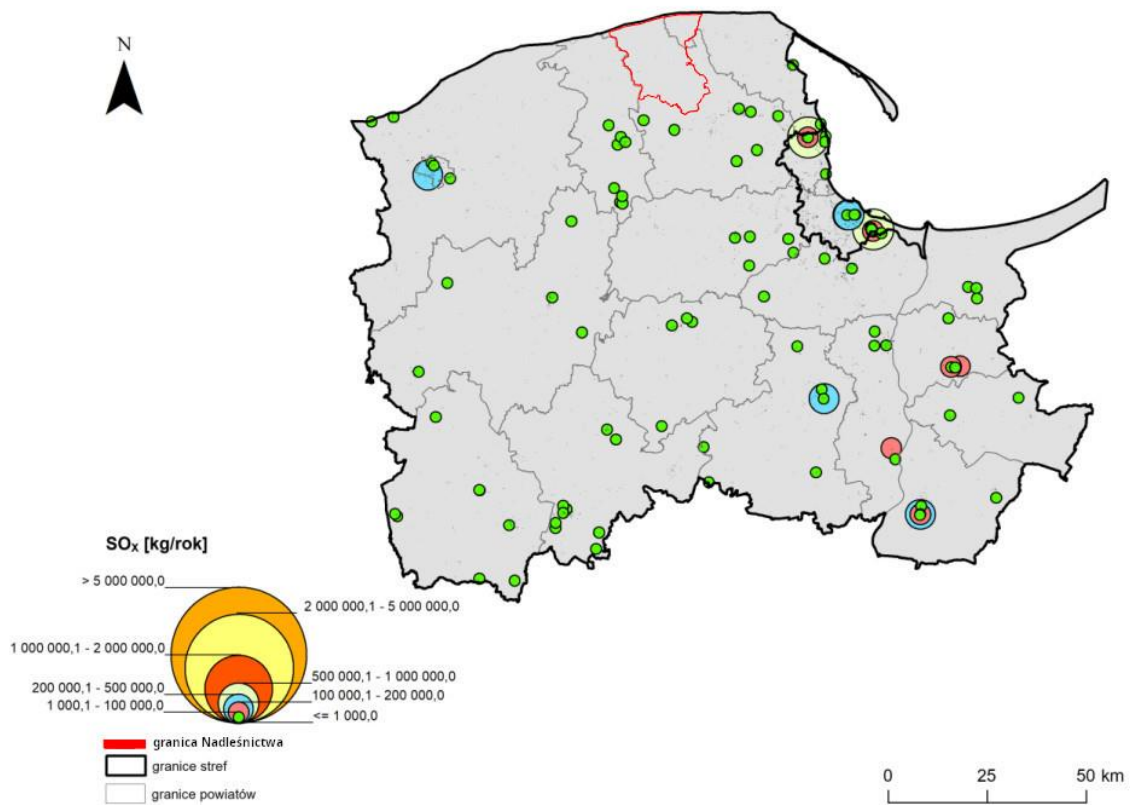 N
SOx [kg/rok]
> 5 000 000,0
2 000 000,1 - 5 000 000,0
1 000 000,1 - 2 000 000,0
500 000,1 - 1 000 000,0
200 000,1 - 500 000,0
100 000,1 - 200 000,0
1 000,1 - 100 000,0
<= 1 000,0
granica Nadleśnictwa
granice stref
granice powiatów
0 25 50 km